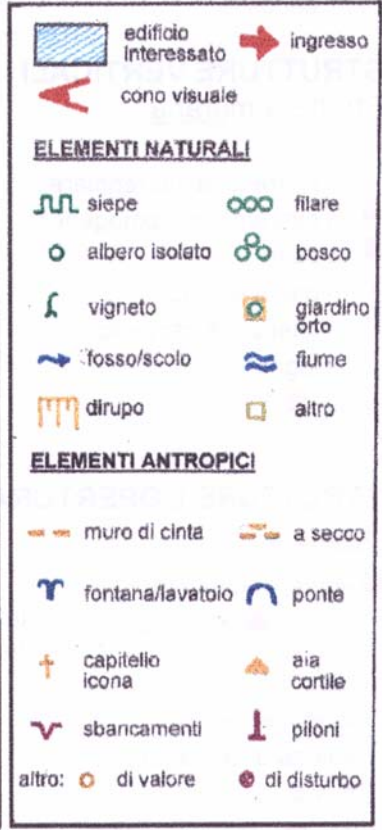 edificio
interessato
ingresso
cono visuale
ELEMENTI NATURALI
siepe
filare
albero isolato
bosco
vigneto
giardino
orto
fosso/scolo
fiume
dirupo
altro
ELEMENTI ANTROPICI
muro di cinta
a secco
fontana/lavatoio
ponte
capitello
icona
aia
cortile
sbancamenti
piloni
altro:
di valore
di disturbo